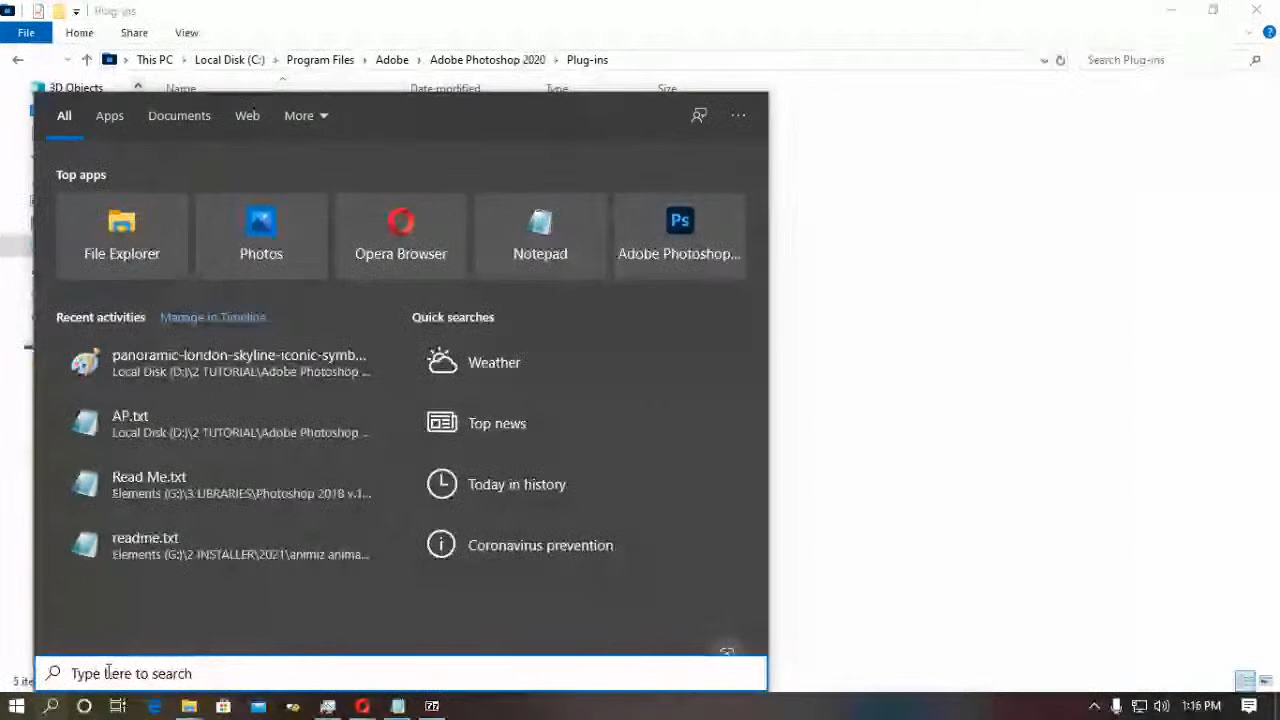 Plug-ins
File Home Share View
This PC > Local Disk (C:) > Program Files > Adobe > Adobe Photoshop 2020 > Plug-ins
Search Plug-ins
3D Objects
Name Date modified Type Size
All Apps Documents Web More
Top apps
File Explorer Photos Opera Browser Notepad Adobe Photoshop...
Recent activities Manage in Timeline
Quick searches
panoramic-london-skyline-iconic-symb...
Local Disk (D:)\2 TUTORIAL\Adobe Photoshop ...
AP.txt
Local Disk (D:)\2 TUTORIAL\Adobe Photoshop ...
Read Me.txt
Elements (G:)\3 LIBRARIES\Photoshop 2018 v.1...
readme.txt
Elements (G:)\2 INSTALLER\2021\animiz anima...
Weather
Top news
Today in history
Coronavirus prevention
Type here to search
1:16 PM